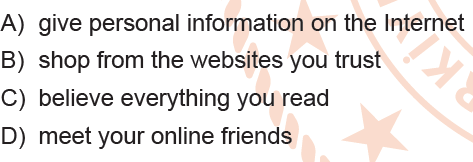 A) give personal information on the Internet
B) shop from the websites you trust
C) believe everything you read
D) meet your online friends